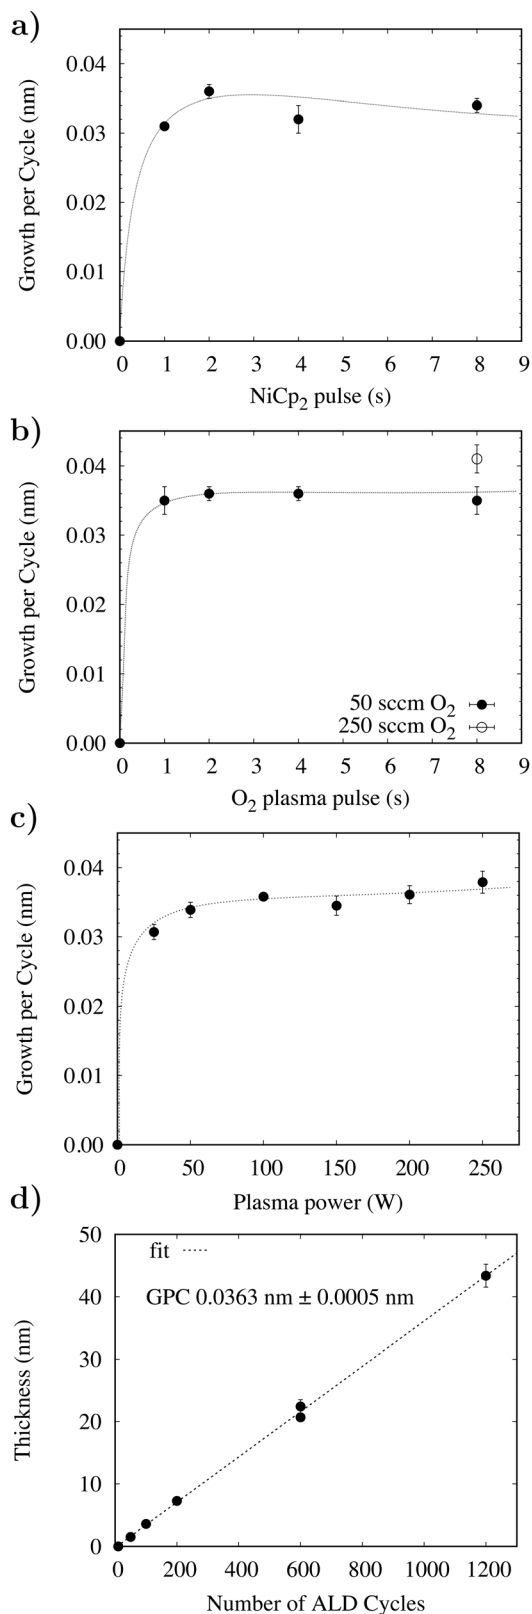 a)
Growth per Cycle (nm)
0.04
0.03
0.02
0.01
0.00
0 1 2 3 4 5 6 7 8 9
NiCp₂ pulse (s)
b)
Growth per Cycle (nm)
0.04
0.03
0.02
0.01
0.00
50 sccm O₂
250 sccm O₂
0 1 2 3 4 5 6 7 8 9
O₂ plasma pulse (s)
c)
Growth per Cycle (nm)
0.04
0.03
0.02
0.01
0.00
0 50 100 150 200 250
Plasma power (W)
d)
Thickness (nm)
50
40
30
20
10
0
fit
GPC 0.0363 nm ± 0.0005 nm
0 200 400 600 800 1000 1200
Number of ALD Cycles